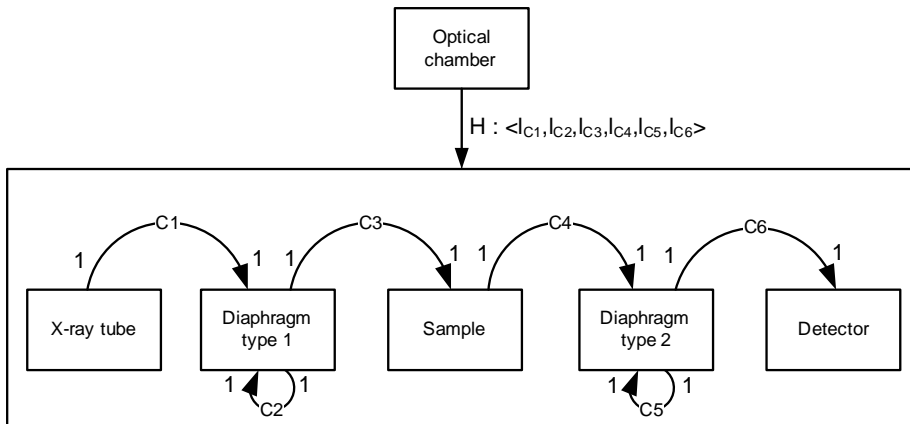 Optical
chamber
H : <I_C1,I_C2,I_C3,I_C4,I_C5,I_C6>
C1
C3
C4
C6
1
1
1
1
1
1
1
1
X-ray tube
Diaphragm
type 1
Sample
Diaphragm
type 2
Detector
1
1
1
1
C2
C5